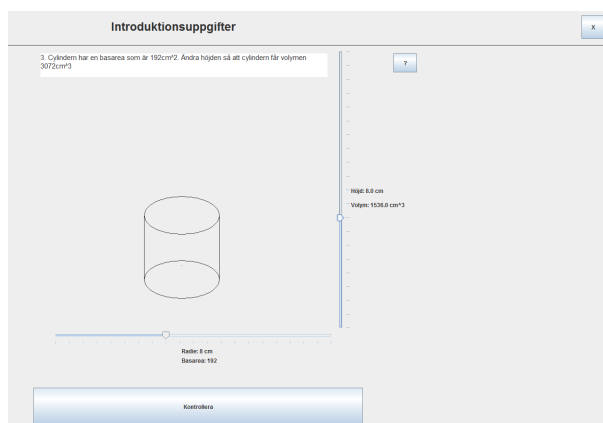 Introduktionsuppgifter
X
3. Cylindern har en basarea som är 192cm^2. Ändra höjden så att cylindern får volymen
3072cm^3
?
Höjd: 8.0 cm
Volym: 1536.0 cm^3
Radie: 8 cm
Basarea: 192
Kontrollera